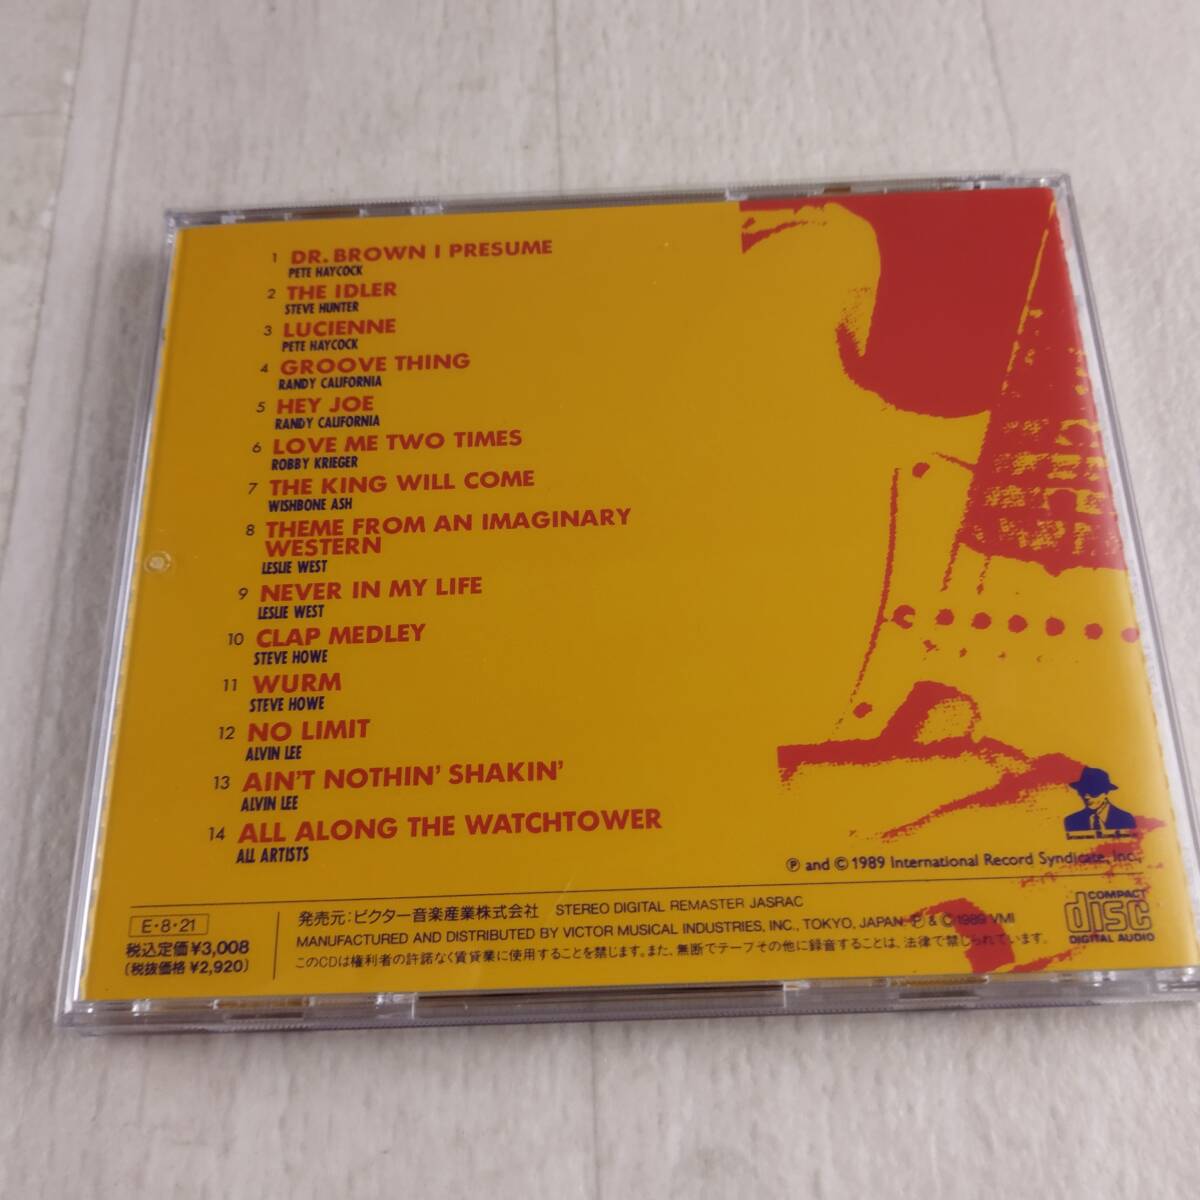 1 DR. BROWN I PRESUME
PETE HAYCOCK
2 THE IDLER
STEVE HUNTER
3 LUCIENNE
PETE HAYCOCK
4 GROOVE THING
RANDY CALIFORNIA
5 HEY JOE
RANDY CALIFORNIA
6 LOVE ME TWO TIMES
ROBBY KRIEGER
7 THE KING WILL COME
WISHBONE ASH
8 THEME FROM AN IMAGINARY
WESTERN
LESLIE WEST
9 NEVER IN MY LIFE
LESLIE WEST
10 CLAP MEDLEY
STEVE HOWE
11 WURM
STEVE HOWE
12 NO LIMIT
ALVIN LEE
13 AIN'T NOTHIN' SHAKIN'
ALVIN LEE
14 ALL ALONG THE WATCHTOWER
ALL ARTISTS
Ⓟ and © 1989 International Record Syndicate, Inc.,
E・8・21
税込定価 ¥3,008
(税抜価格 ¥2,920)
発売元:ビクター音楽産業株式会社 STEREO DIGITAL REMASTER JASRAC
MANUFACTURED AND DISTRIBUTED BY VICTOR MUSICAL INDUSTRIES, INC., TOKYO, JAPAN. Ⓟ & © 1989 VMI
このCDは権利者の許諾なく賃貸業に使用することを禁じます。また、無断でテープその他に録音することは、法律で禁じられています。
COMPACT
disc
DIGITAL AUDIO